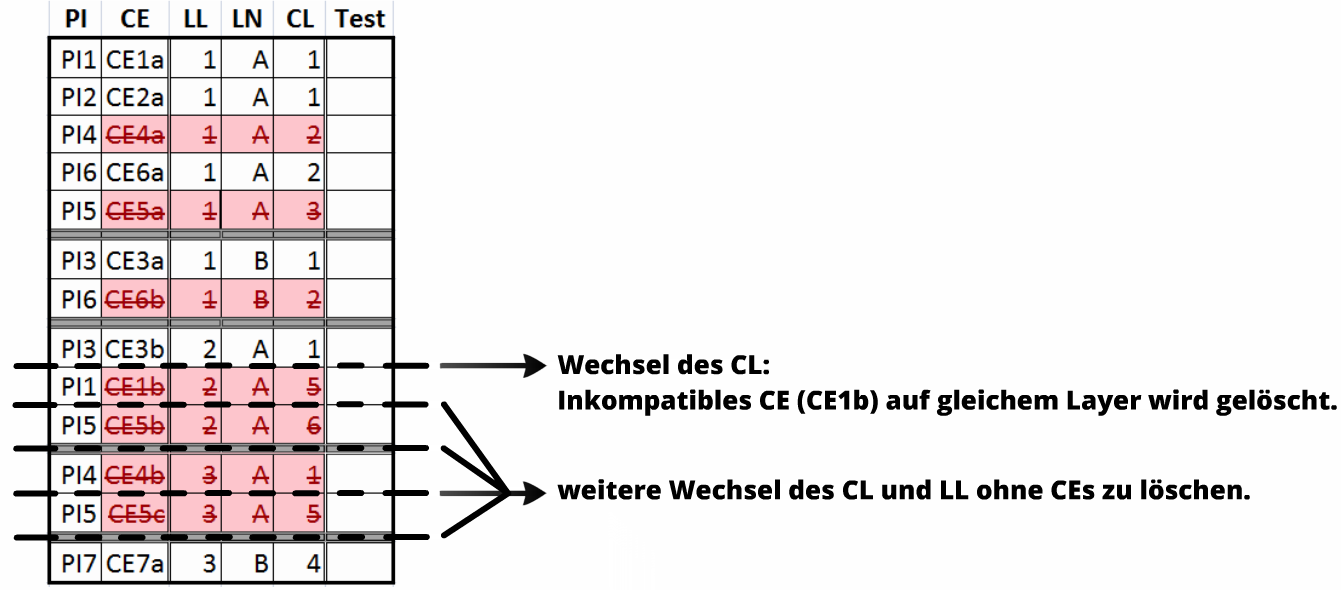 PI CE LL LN CL Test
PI1 CE1a 1 A 1
PI2 CE2a 1 A 1
PI4 CE4a 1 A 2
PI6 CE6a 1 A 2
PI5 CE5a 1 A 3
PI3 CE3a 1 B 1
PI6 CE6b 1 B 2
PI3 CE3b 2 A 1
Wechsel des CL:
PI1 CE1b 2 A 5
Inkompatibles CE (CE1b) auf gleichem Layer wird gelöscht.
PI5 CE5b 2 A 6
PI4 CE4b 3 A 1
weitere Wechsel des CL und LL ohne CEs zu löschen.
PI5 CE5c 3 A 5
PI7 CE7a 3 B 4